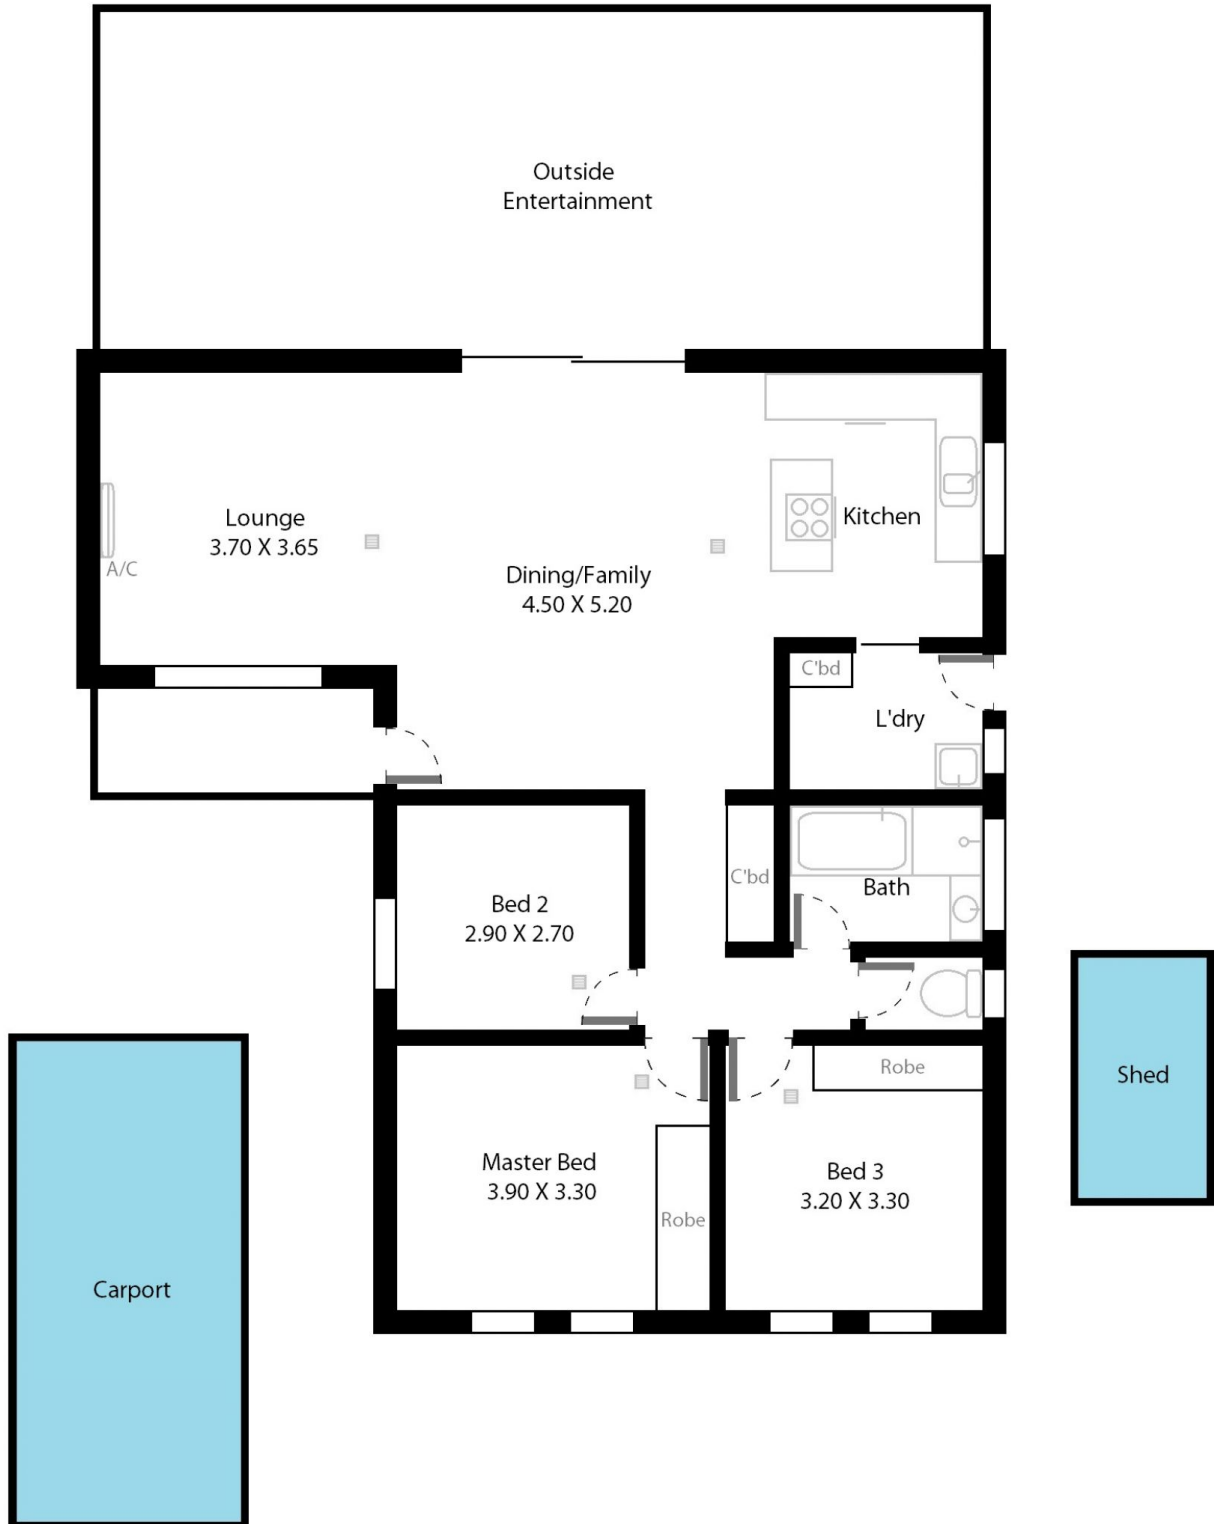 Outside
Entertainment
Lounge
3.70 X 3.65
A/C
Kitchen
Dining/Family
4.50 X 5.20
C'bd
L'dry
C'bd
Bath
Bed 2
2.90 X 2.70
Robe
Shed
Master Bed
3.90 X 3.30
Robe
Bed 3
3.20 X 3.30
Carport